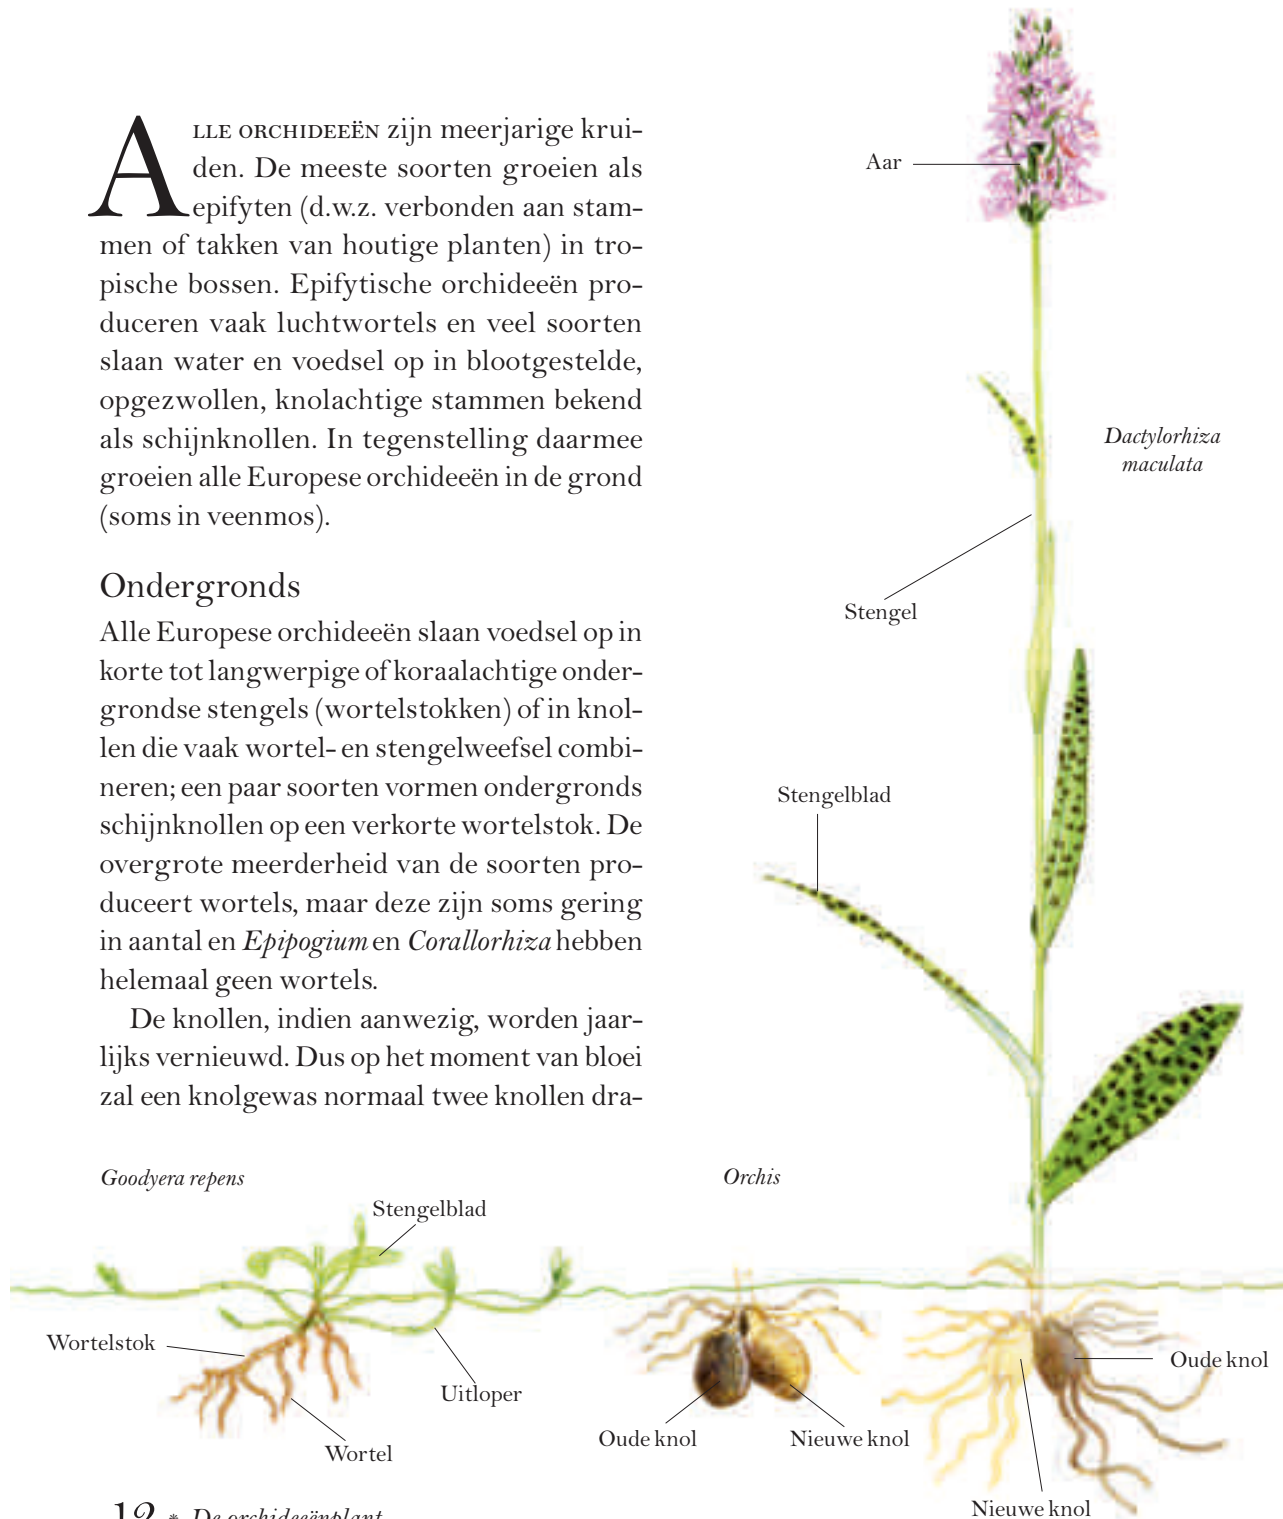 ALLE ORCHIDEEËN zijn meerjarige krui-
den. De meeste soorten groeien als
epifyten (d.w.z. verbonden aan stam-
men of takken van houtige planten) in tro-
pische bossen. Epifytische orchideeën pro-
duceren vaak luchtwortels en veel soorten
slaan water en voedsel op in blootgestelde,
opgezwollen, knolachtige stammen bekend
als schijnknollen. In tegenstelling daarmee
groeien alle Europese orchideeën in de grond
(soms in veenmos).
Ondergronds
Alle Europese orchideeën slaan voedsel op in
korte tot langwerpige of koraalachtige onder-
grondse stengels (wortelstokken) of in knol-
len die vaak wortel- en stengelweefsel combi-
neren; een paar soorten vormen ondergronds
schijnknollen op een verkorte wortelstok. De
overgrote meerderheid van de soorten pro-
duceert wortels, maar deze zijn soms gering
in aantal en Epipogium en Corallorhiza hebben
helemaal geen wortels.
De knollen, indien aanwezig, worden jaar-
lijks vernieuwd. Dus op het moment van bloei
zal een knolgewas normaal twee knollen dra-
Aar
Dactylorhiza
maculata
Stengel
Stengelblad
Goodyera repens
Stengelblad
Wortelstok
Uitloper
Wortel
Orchis
Oude knol
Nieuwe knol
Oude knol
Nieuwe knol
12 * De orchideeënplant